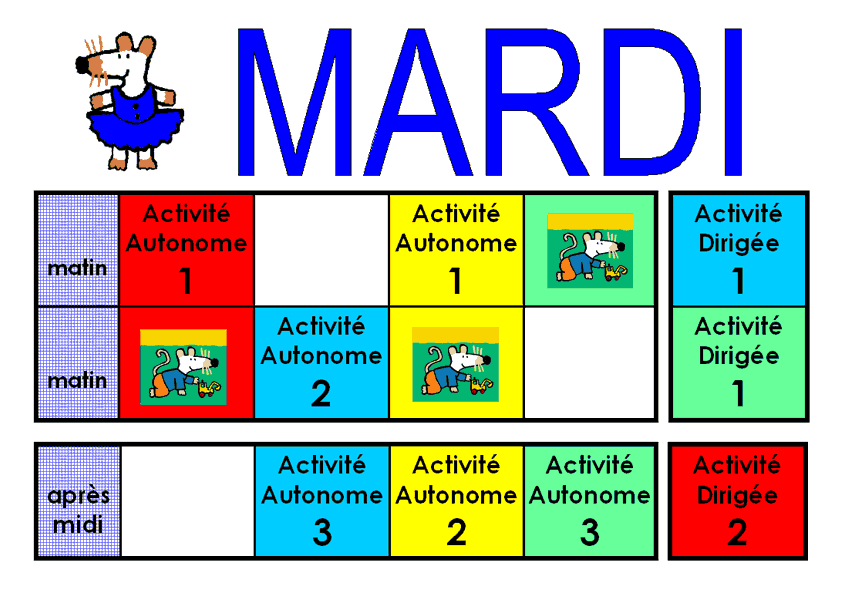 MARDI
matin
Activité
Autonome
1
Activité
Autonome
1
Activité
Dirigée
1
matin
Activité
Autonome
2
Activité
Dirigée
1
après
midi
Activité
Autonome
3
Activité
Autonome
2
Activité
Autonome
3
Activité
Dirigée
2